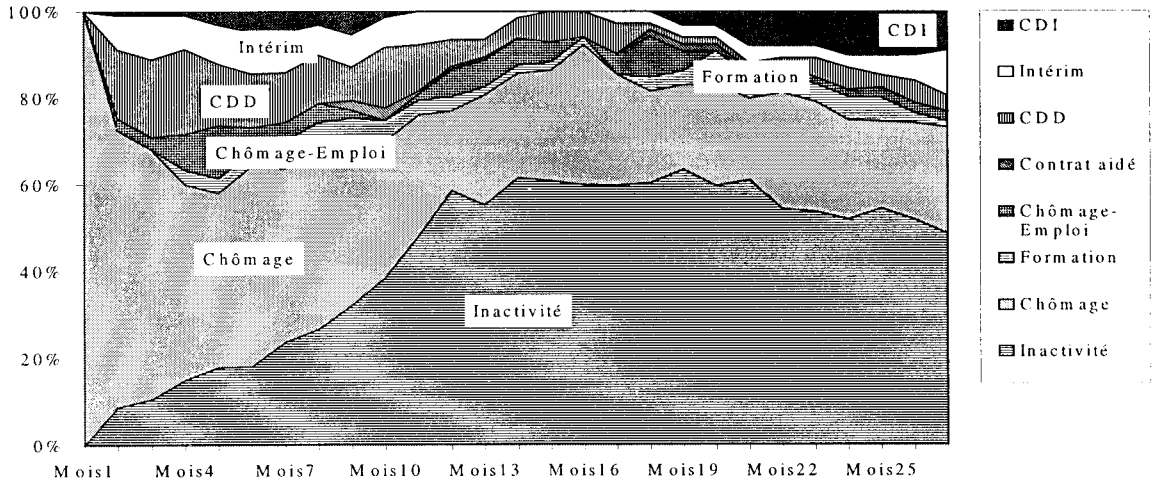 100%
80%
60%
40%
20%
0%
CDI
Intérim
CDD
Formation
Chômage-Emploi
Chômage
Inactivité
Mois1 Mois4 Mois7 Mois10 Mois13 Mois16 Mois19 Mois22 Mois25
CDI
Intérim
CDD
Contrat aidé
Chômage-
Emploi
Formation
Chômage
Inactivité